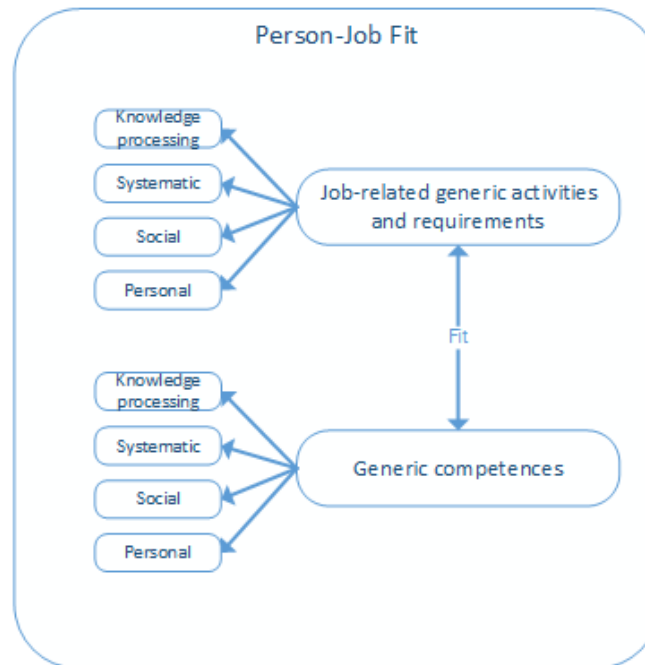 Person-Job Fit
Knowledge
processing
Systematic
Social
Personal
Job-related generic activities
and requirements
Fit
Knowledge
processing
Systematic
Social
Personal
Generic competences